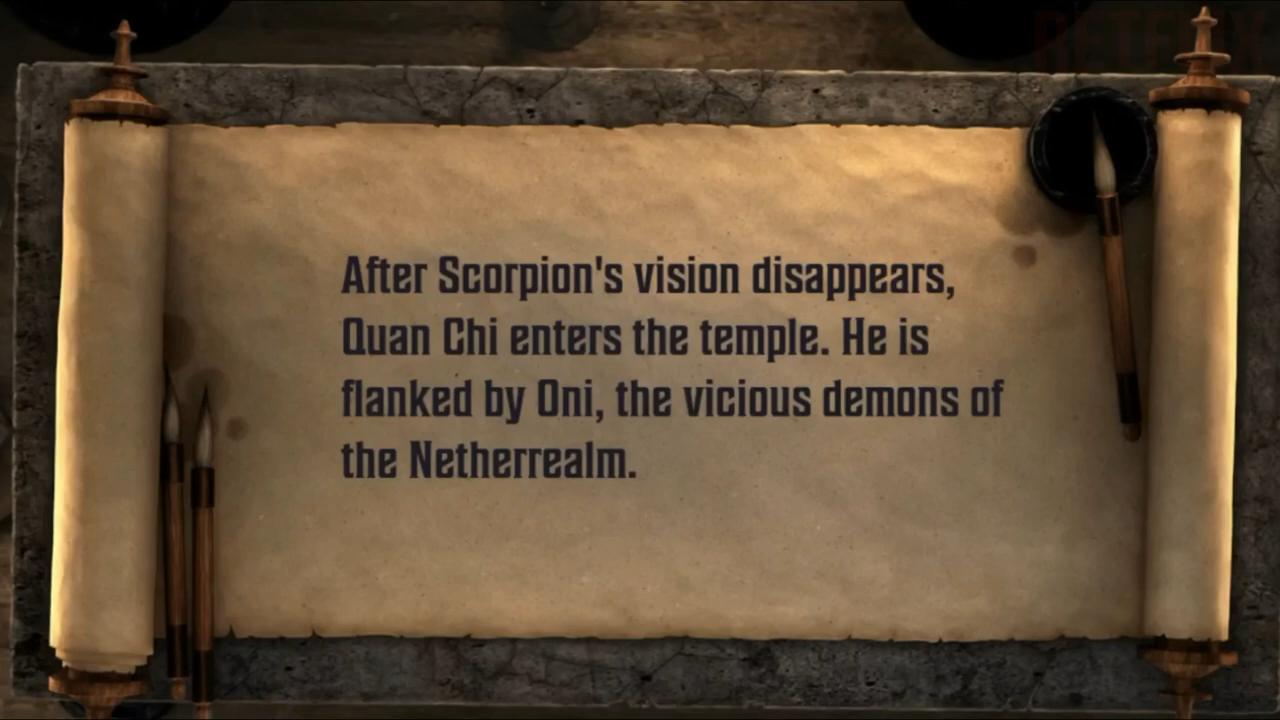 After Scorpion's vision disappears,
Quan Chi enters the temple. He is
flanked by Oni, the vicious demons of
the Netherrealm.